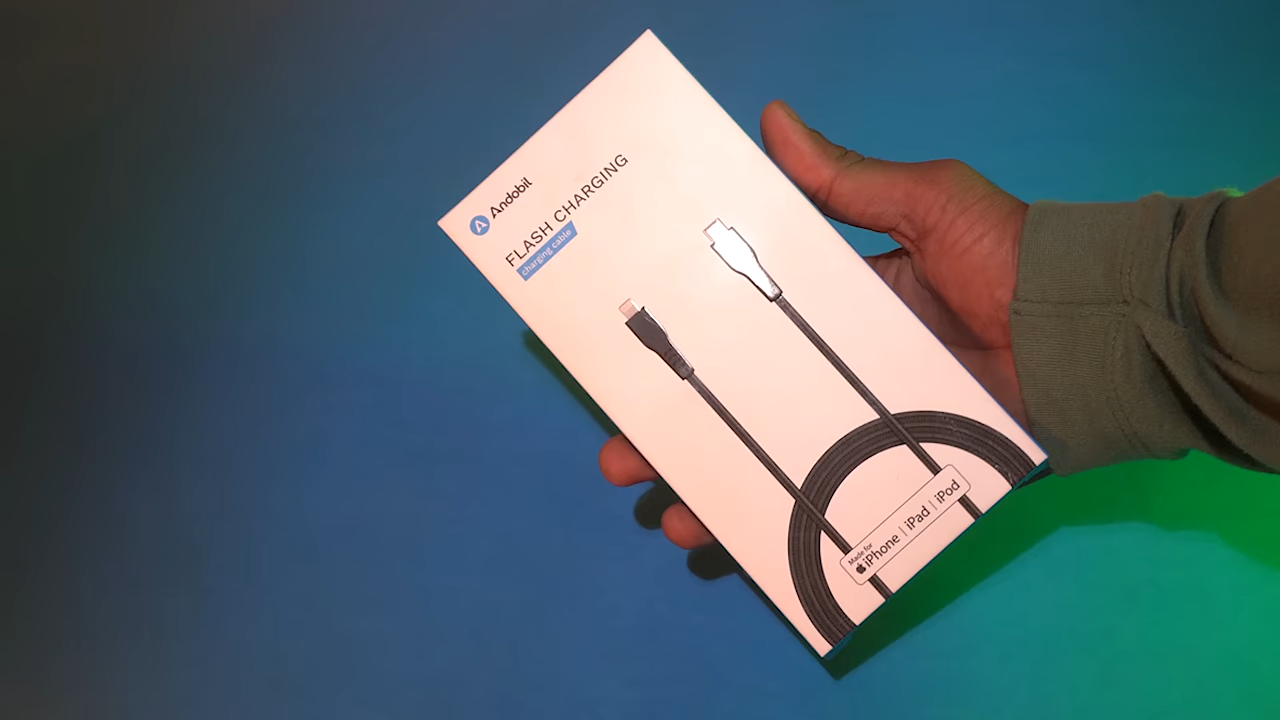 Andobil
FLASH CHARGING
charging cable
Made for
iPhone | iPad | iPod